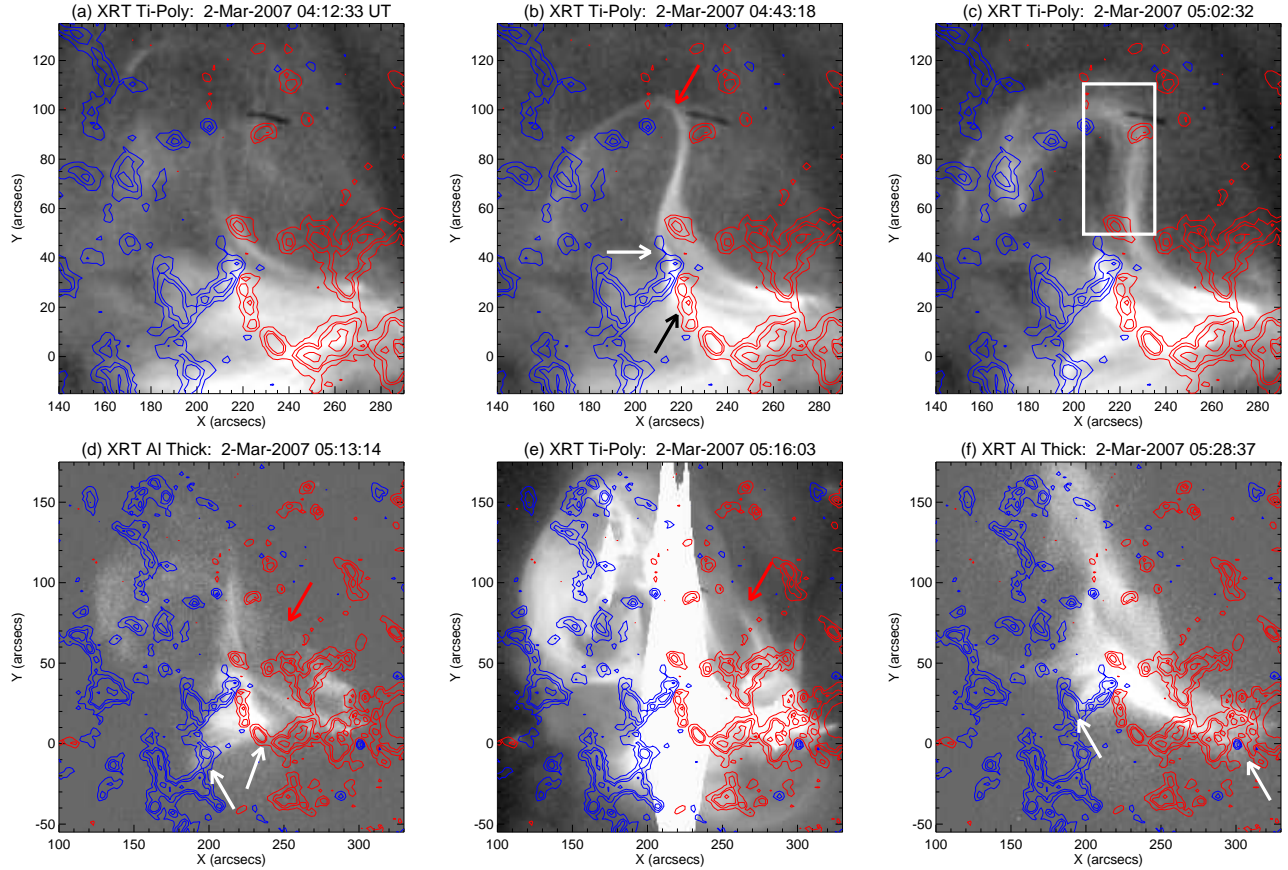 (a) XRT Ti-Poly: 2-Mar-2007 04:12:33 UT
(b) XRT Ti-Poly: 2-Mar-2007 04:43:18
(c) XRT Ti-Poly: 2-Mar-2007 05:02:32
120
100
80
60
40
20
0
Y (arcsecs)
140 160 180 200 220 240 260 280
X (arcsecs)
120
100
80
60
40
20
0
Y (arcsecs)
140 160 180 200 220 240 260 280
X (arcsecs)
120
100
80
60
40
20
0
Y (arcsecs)
140 160 180 200 220 240 260 280
X (arcsecs)
(d) XRT Al Thick: 2-Mar-2007 05:13:14
(e) XRT Ti-Poly: 2-Mar-2007 05:16:03
(f) XRT Al Thick: 2-Mar-2007 05:28:37
150
100
50
0
-50
Y (arcsecs)
100 150 200 250 300
X (arcsecs)
150
100
50
0
-50
Y (arcsecs)
100 150 200 250 300
X (arcsecs)
150
100
50
0
-50
Y (arcsecs)
100 150 200 250 300
X (arcsecs)